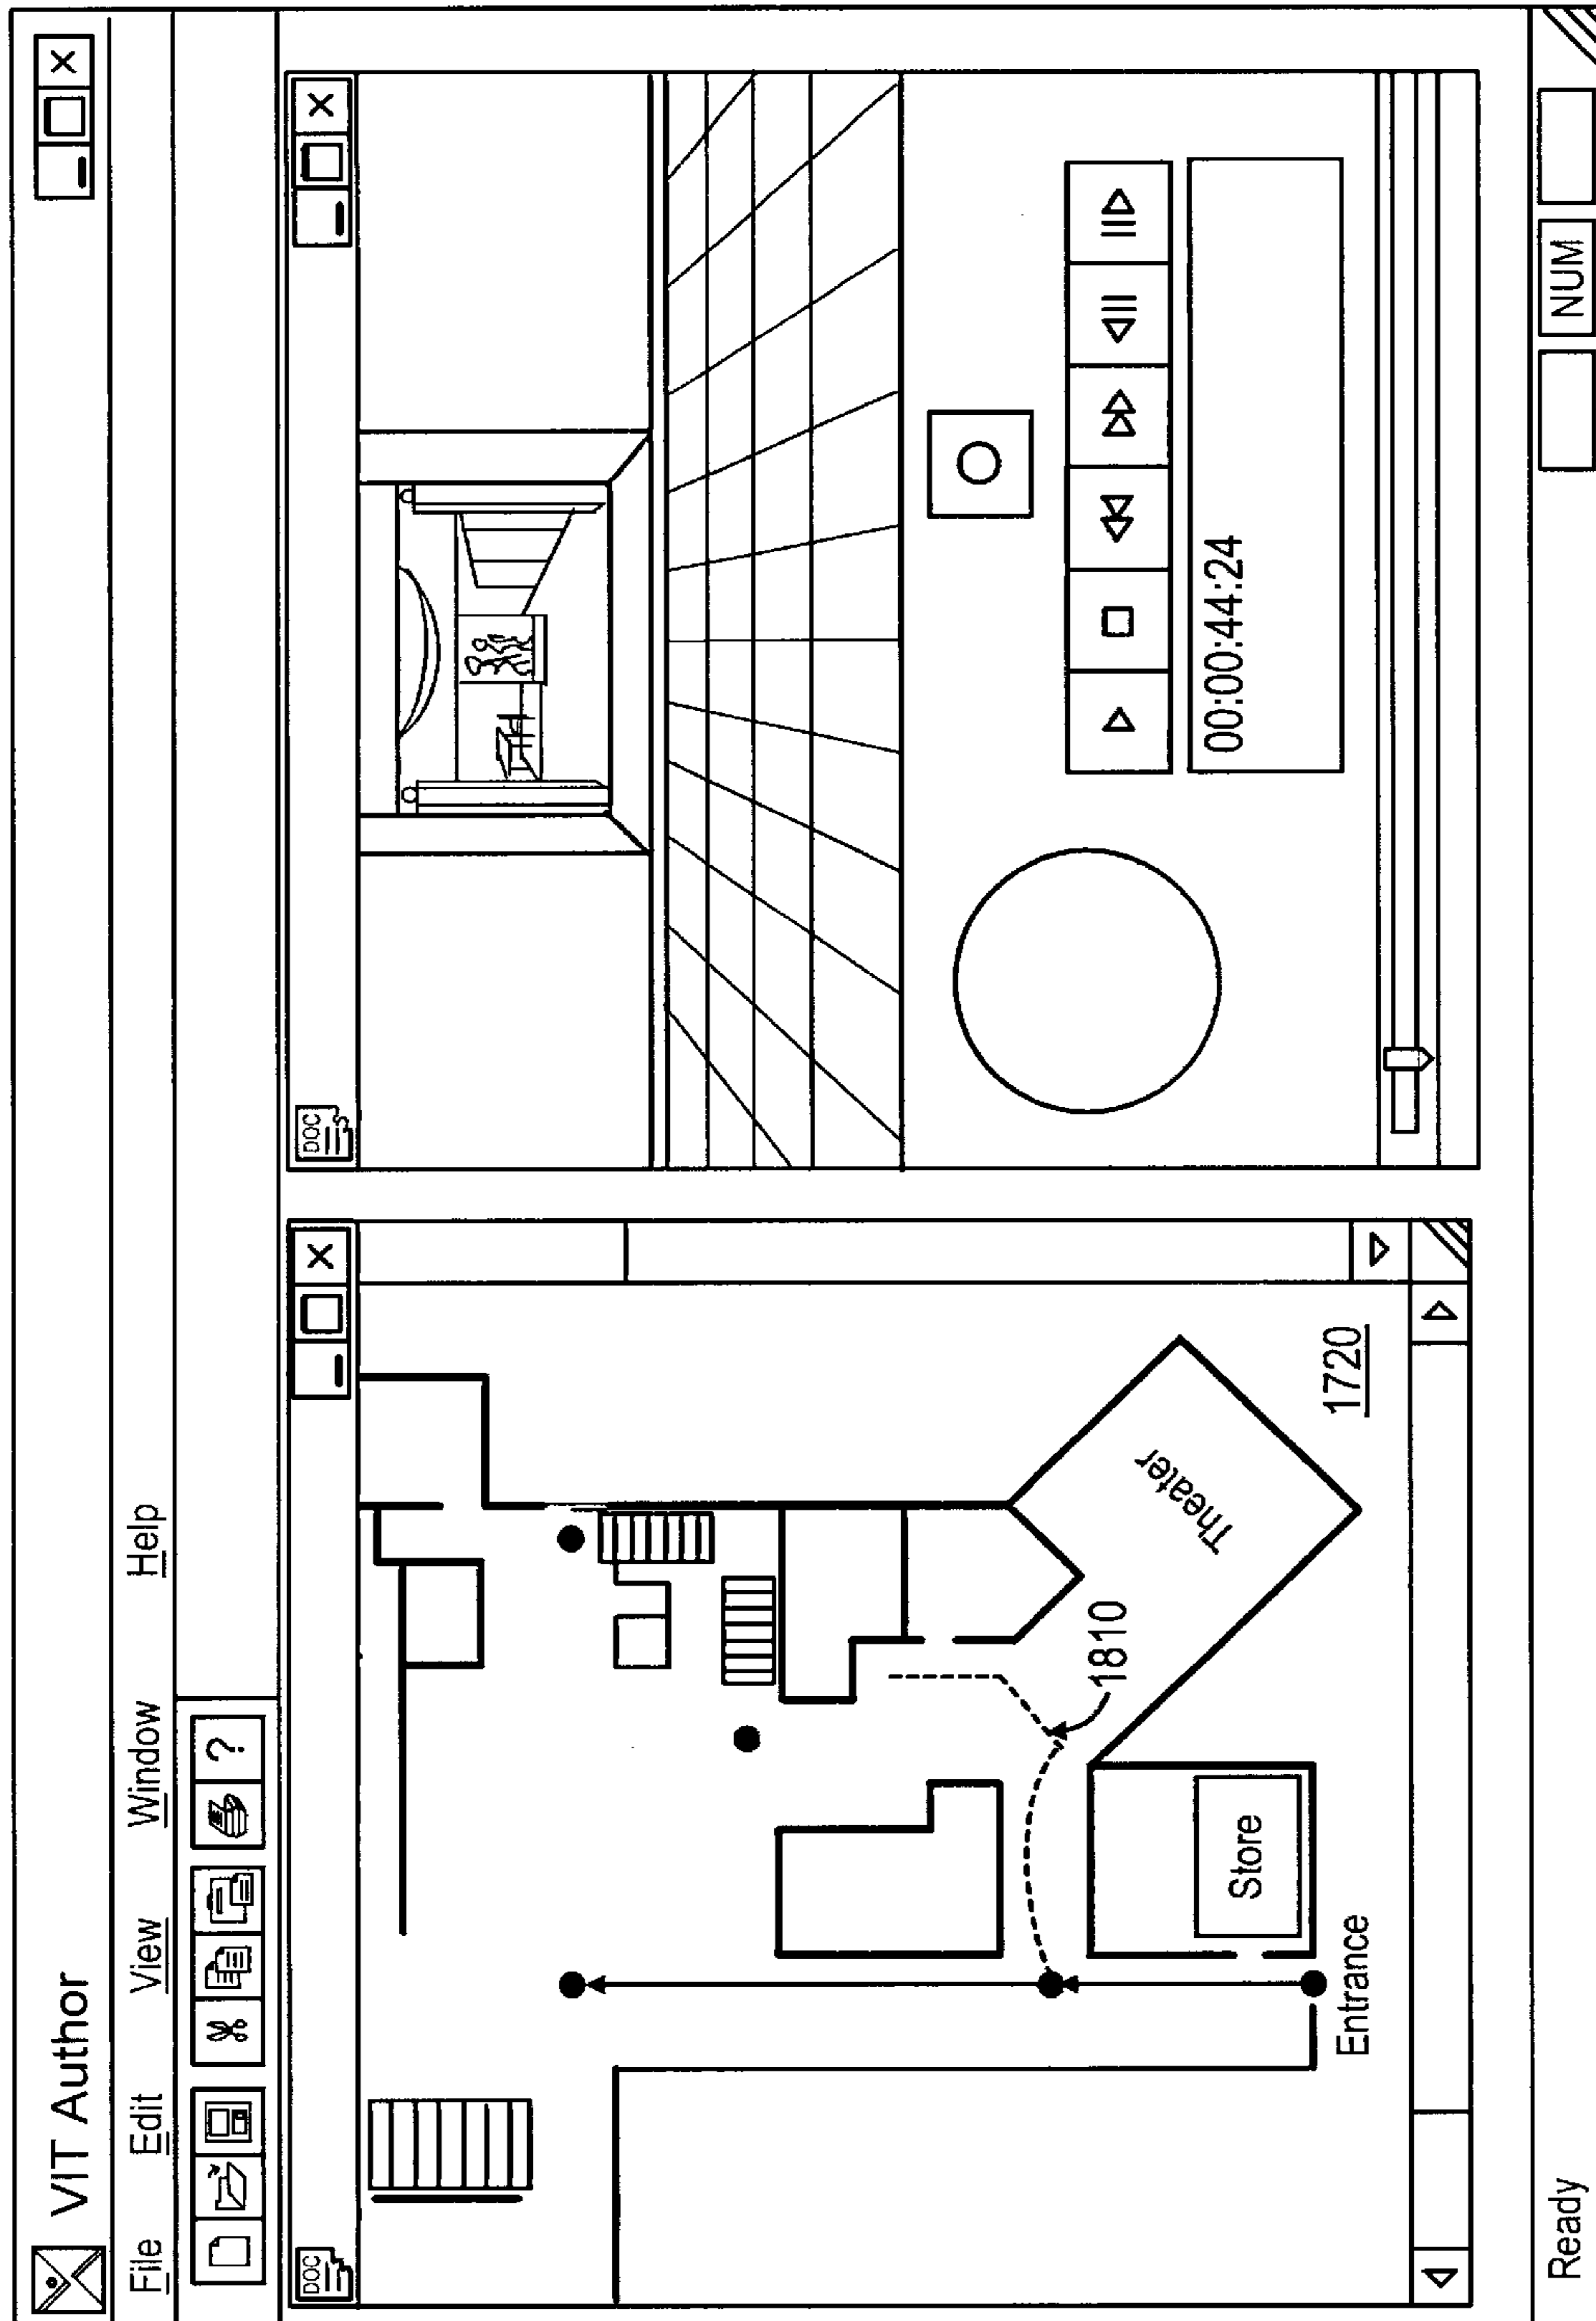 VIT Author
File Edit View Window Help
?
DOC
DOC
Theater
1810
Store
1720
Entrance
00:00:44:24
Ready
NUM